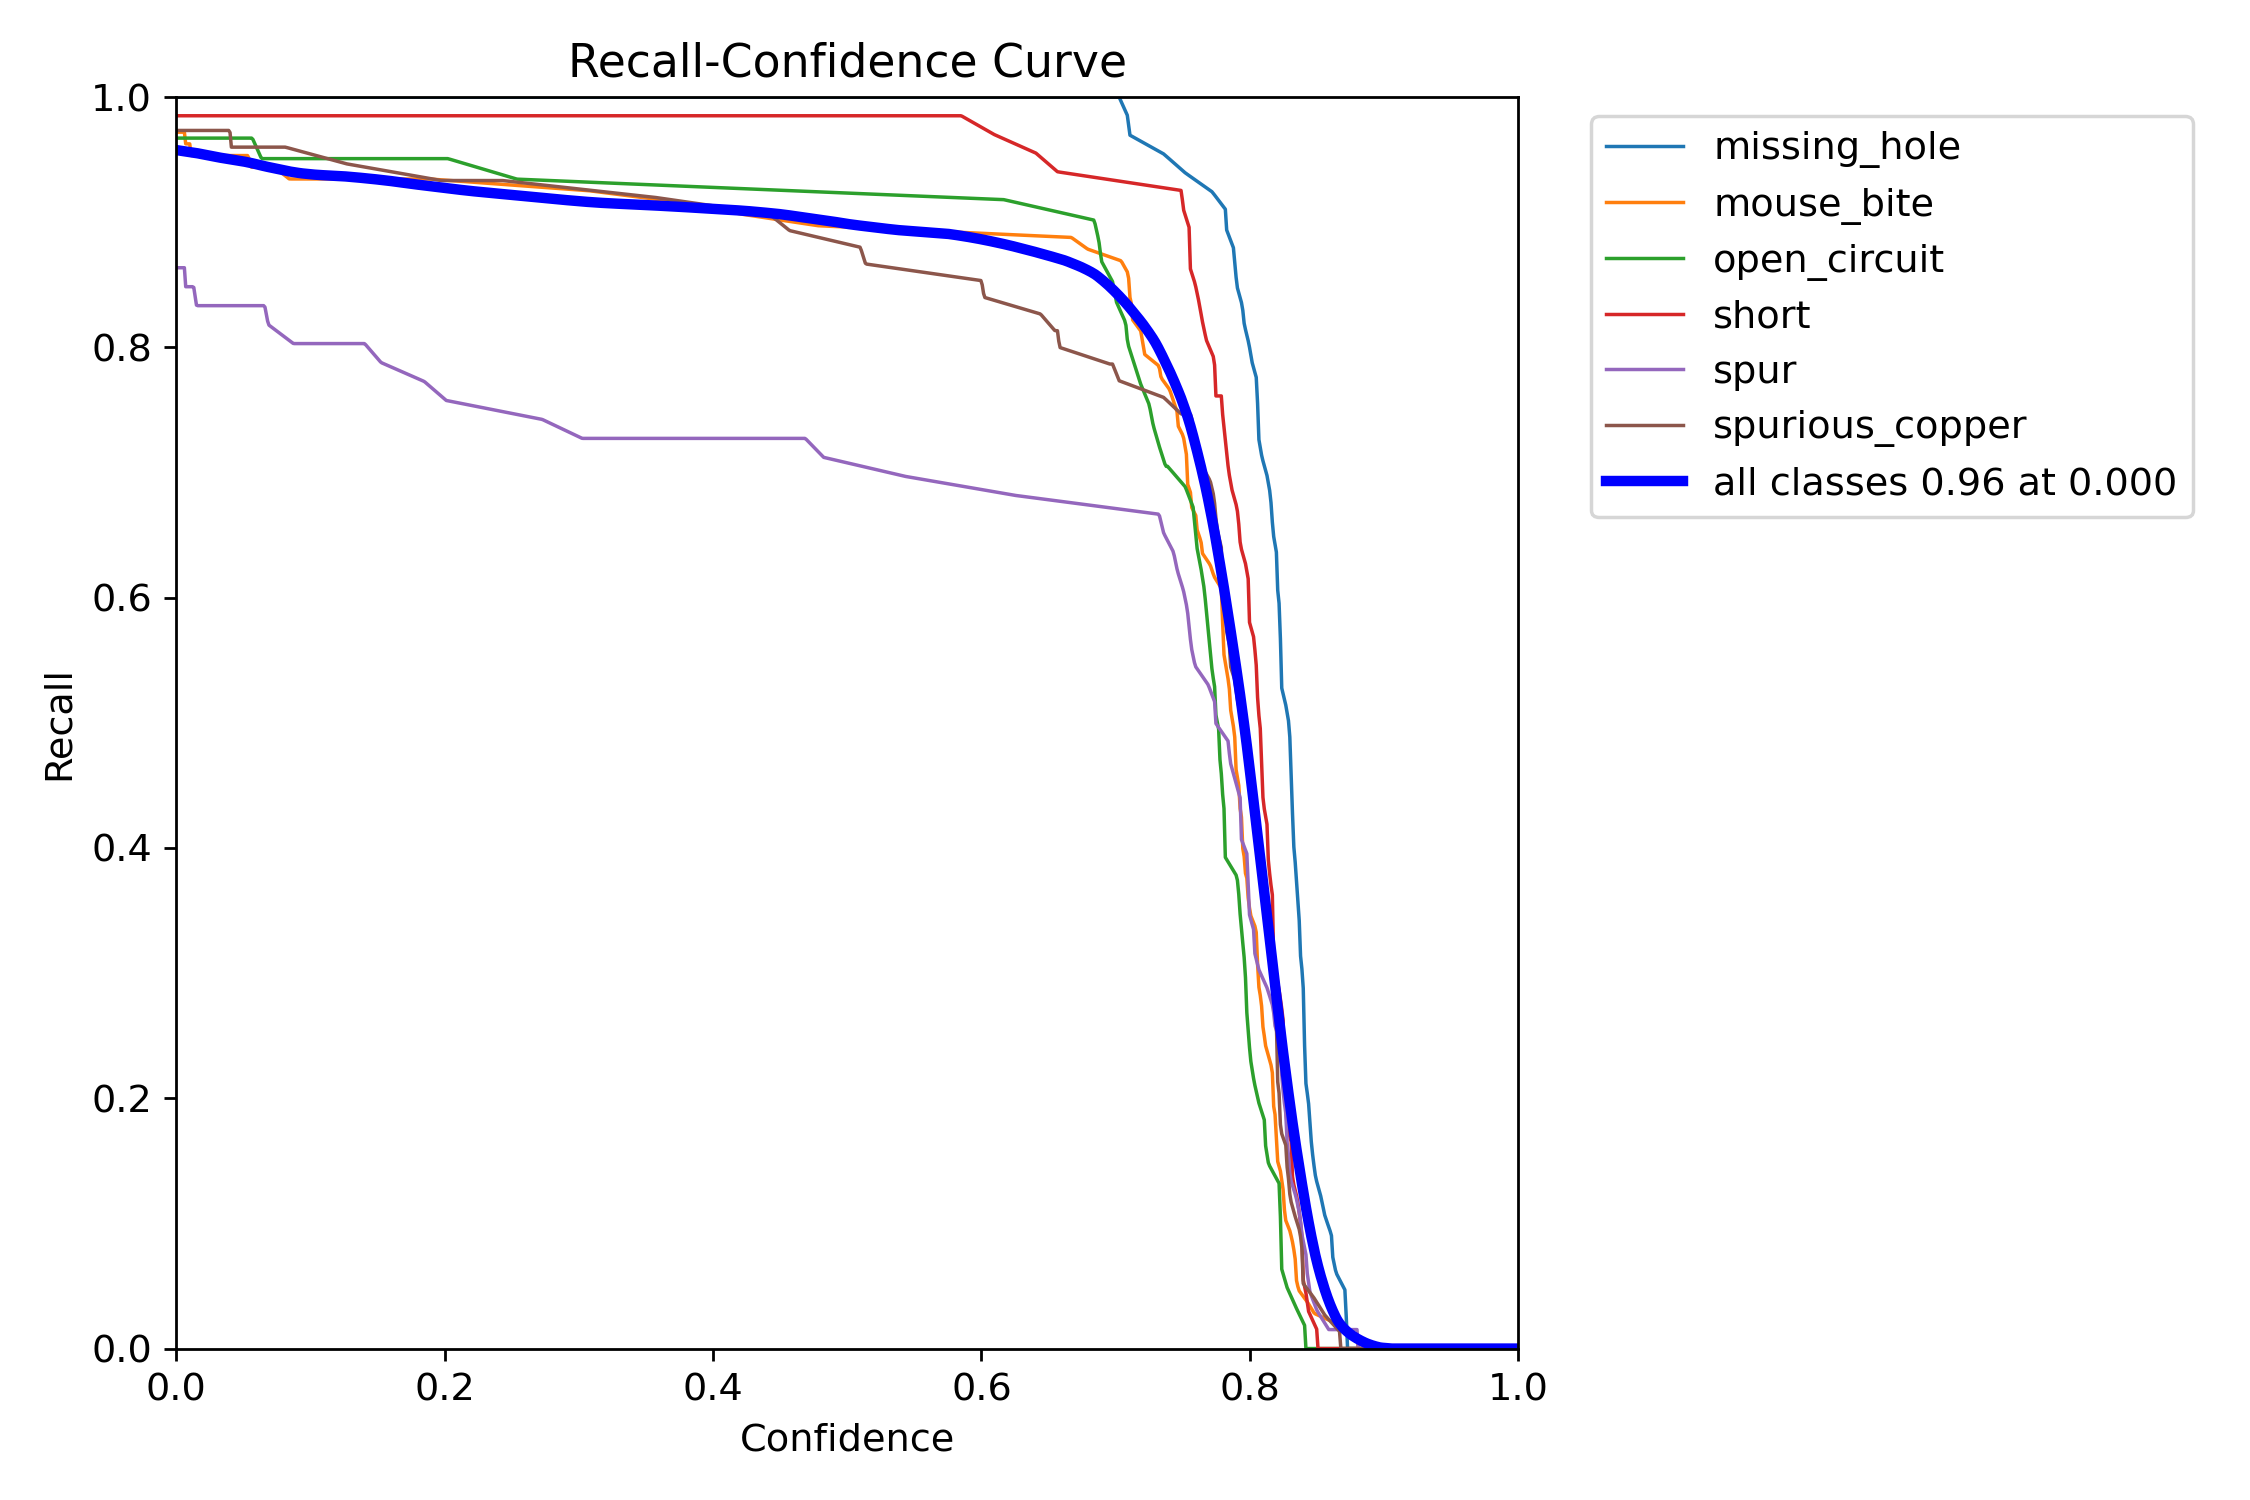 Recall-Confidence Curve
1.0
0.8
0.6
0.4
0.2
0.0
Recall
0.0 0.2 0.4 0.6 0.8 1.0
Confidence
missing_hole
mouse_bite
open_circuit
short
spur
spurious_copper
all classes 0.96 at 0.000